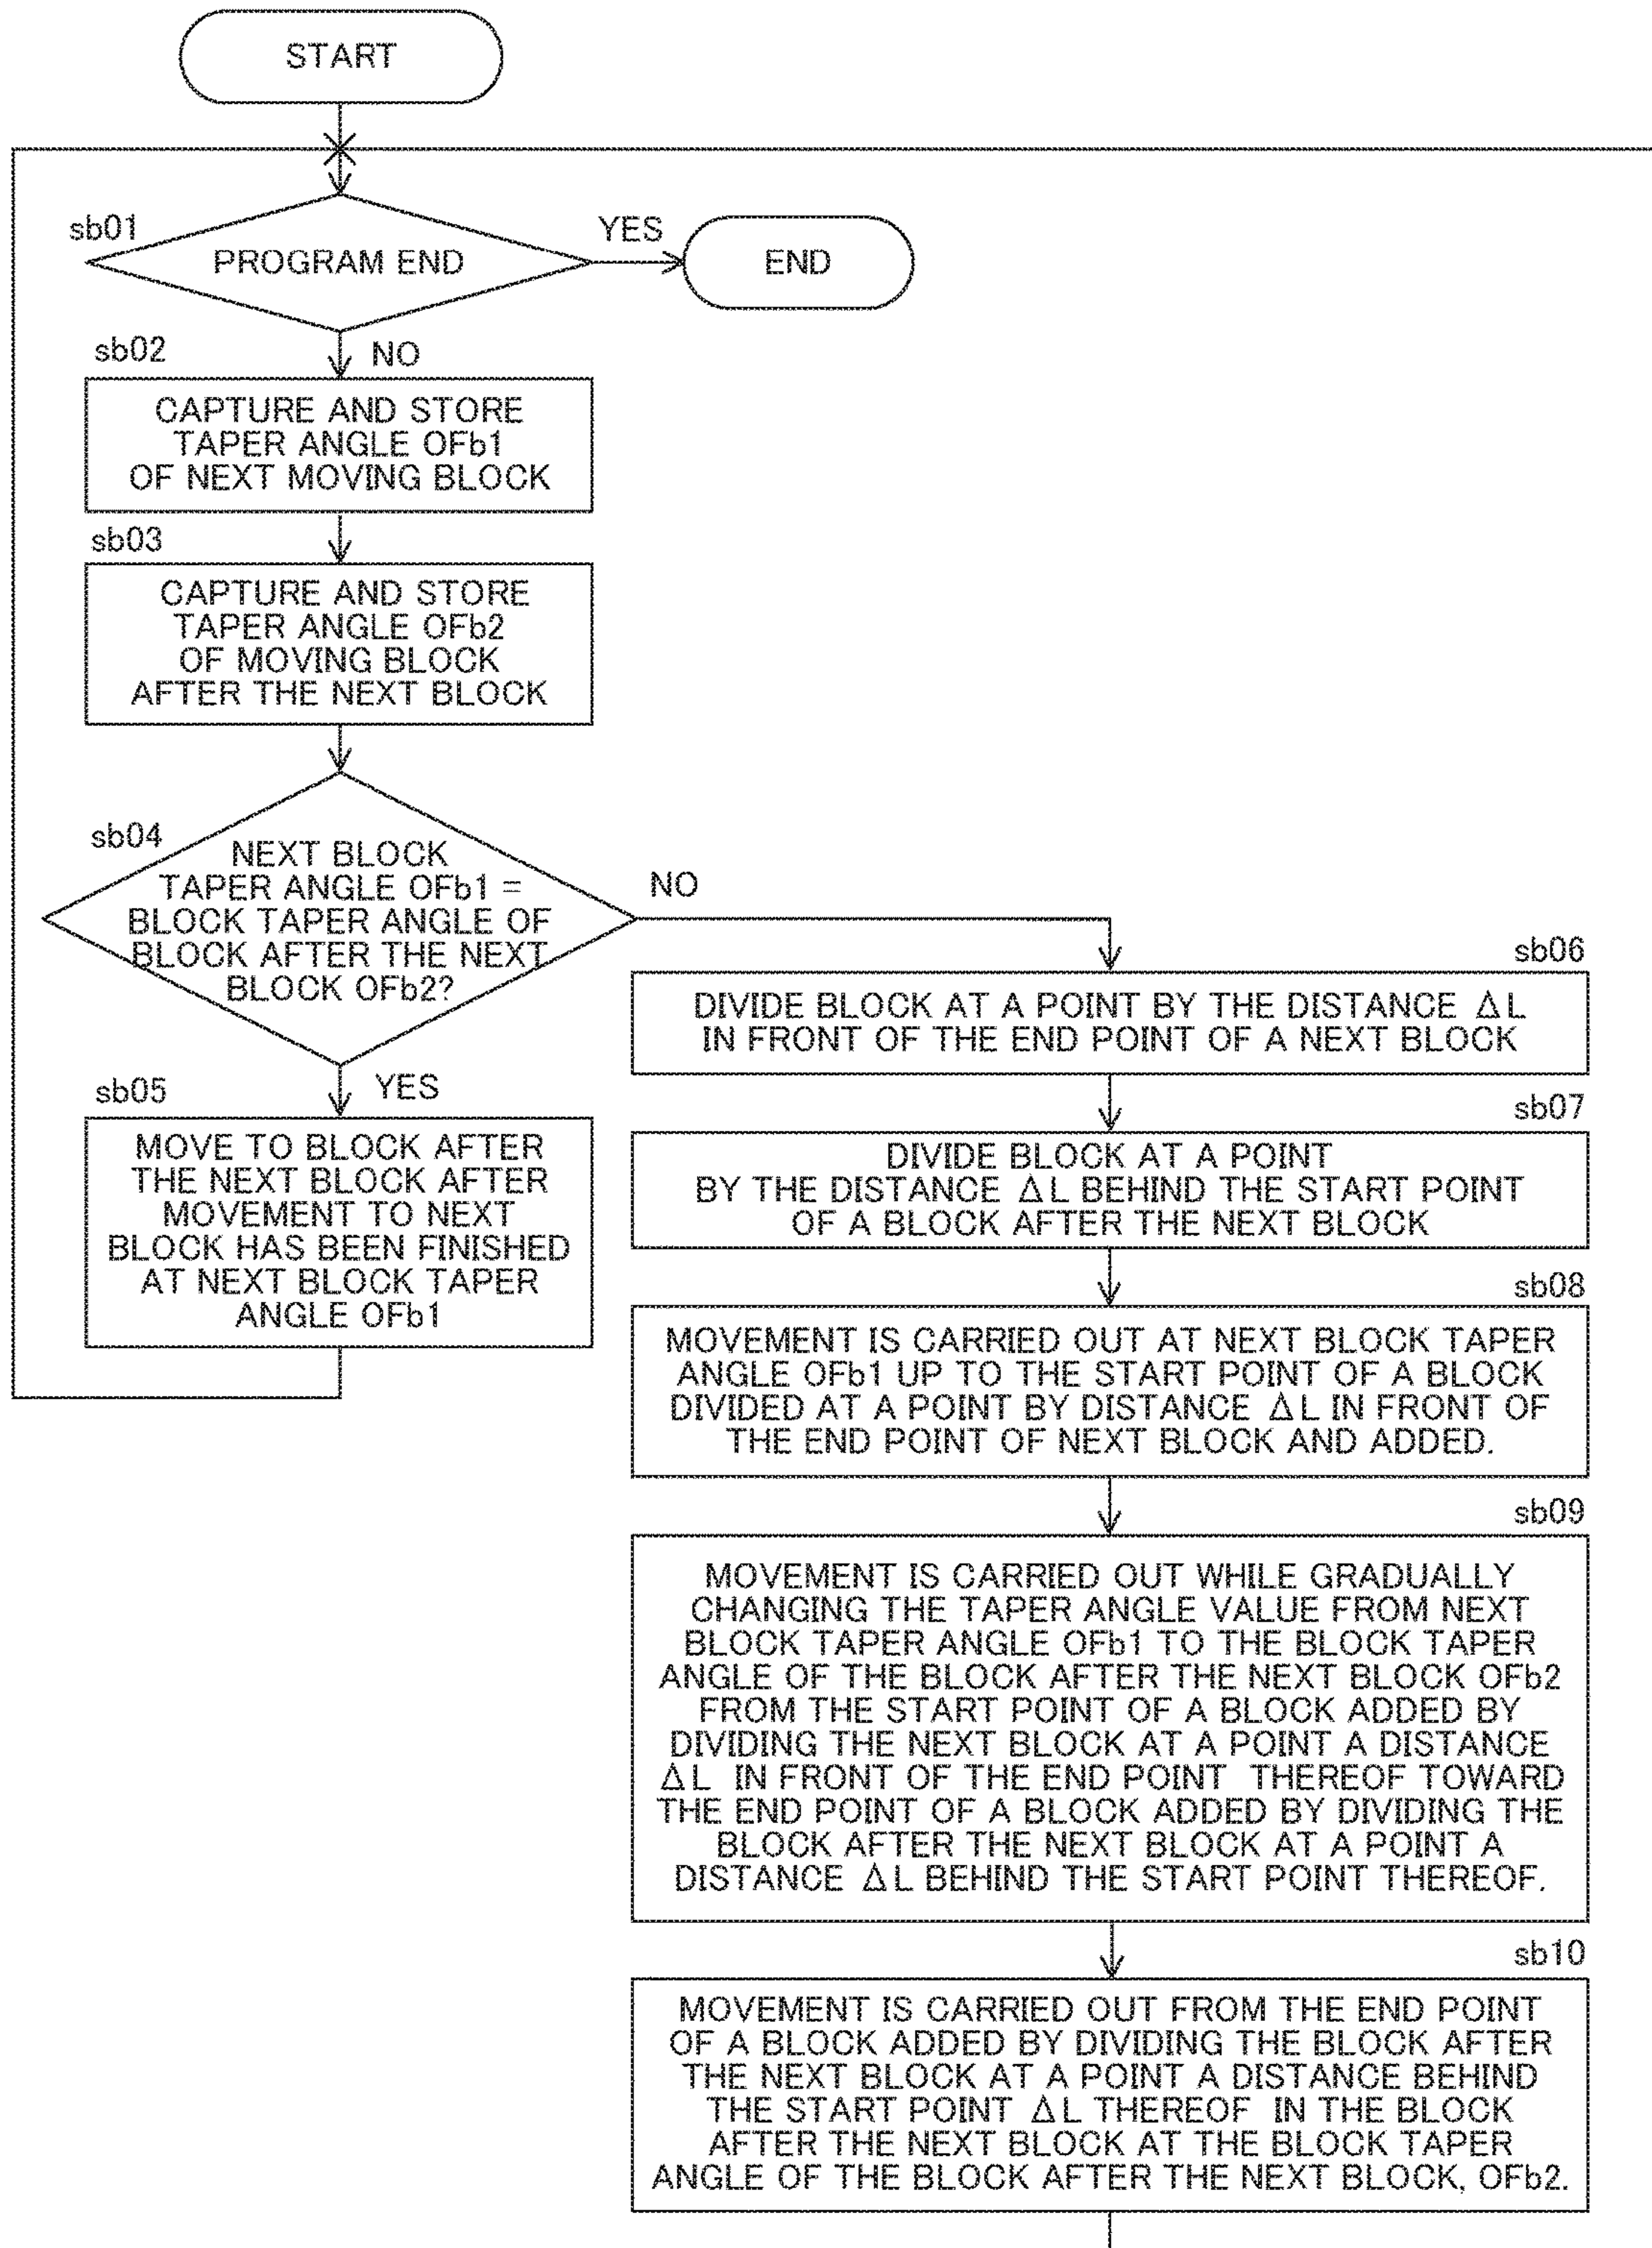 START
sb01
PROGRAM END
YES
END
sb02
NO
CAPTURE AND STORE
TAPER ANGLE OFb1
OF NEXT MOVING BLOCK
sb03
CAPTURE AND STORE
TAPER ANGLE OFb2
OF MOVING BLOCK
AFTER THE NEXT BLOCK
sb04
NEXT BLOCK
TAPER ANGLE OFb1 =
BLOCK TAPER ANGLE OF
BLOCK AFTER THE NEXT
BLOCK OFb2?
NO
YES
sb05
MOVE TO BLOCK AFTER
THE NEXT BLOCK AFTER
MOVEMENT TO NEXT
BLOCK HAS BEEN FINISHED
AT NEXT BLOCK TAPER
ANGLE OFb1
sb06
DIVIDE BLOCK AT A POINT BY THE DISTANCE ΔL
IN FRONT OF THE END POINT OF A NEXT BLOCK
sb07
DIVIDE BLOCK AT A POINT
BY THE DISTANCE ΔL BEHIND THE START POINT
OF A BLOCK AFTER THE NEXT BLOCK
sb08
MOVEMENT IS CARRIED OUT AT NEXT BLOCK TAPER
ANGLE OFb1 UP TO THE START POINT OF A BLOCK
DIVIDED AT A POINT BY DISTANCE ΔL IN FRONT OF
THE END POINT OF NEXT BLOCK AND ADDED.
sb09
MOVEMENT IS CARRIED OUT WHILE GRADUALLY
CHANGING THE TAPER ANGLE VALUE FROM NEXT
BLOCK TAPER ANGLE OFb1 TO THE BLOCK TAPER
ANGLE OF THE BLOCK AFTER THE NEXT BLOCK OFb2
FROM THE START POINT OF A BLOCK ADDED BY
DIVIDING THE NEXT BLOCK AT A POINT A DISTANCE
ΔL IN FRONT OF THE END POINT THEREOF TOWARD
THE END POINT OF A BLOCK ADDED BY DIVIDING THE
BLOCK AFTER THE NEXT BLOCK AT A POINT A
DISTANCE ΔL BEHIND THE START POINT THEREOF.
sb10
MOVEMENT IS CARRIED OUT FROM THE END POINT
OF A BLOCK ADDED BY DIVIDING THE BLOCK AFTER
THE NEXT BLOCK AT A POINT A DISTANCE BEHIND
THE START POINT ΔL THEREOF IN THE BLOCK
AFTER THE NEXT BLOCK AT THE BLOCK TAPER
ANGLE OF THE BLOCK AFTER THE NEXT BLOCK, OFb2.